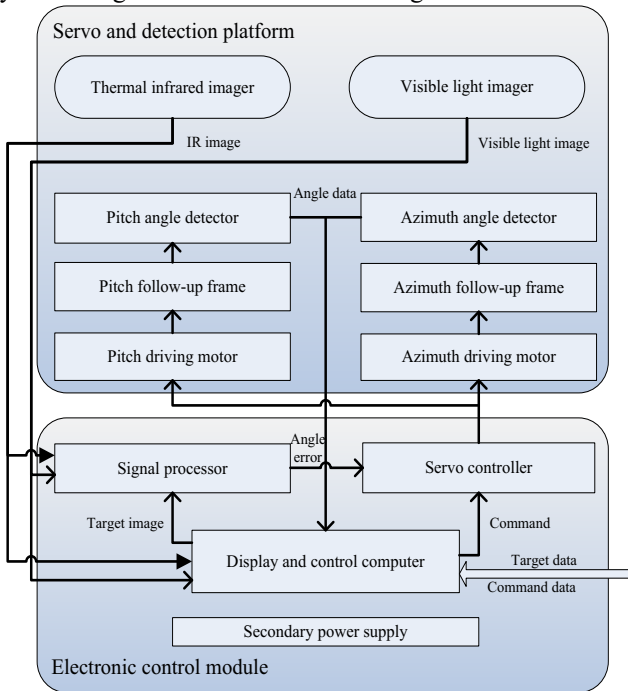 Servo and detection platform
Thermal infrared imager
Visible light imager
IR image
Visible light image
Angle data
Pitch angle detector
Azimuth angle detector
Pitch follow-up frame
Azimuth follow-up frame
Pitch driving motor
Azimuth driving motor
Angle
error
Signal processor
Servo controller
Target image
Command
Display and control computer
Target data
Command data
Secondary power supply
Electronic control module